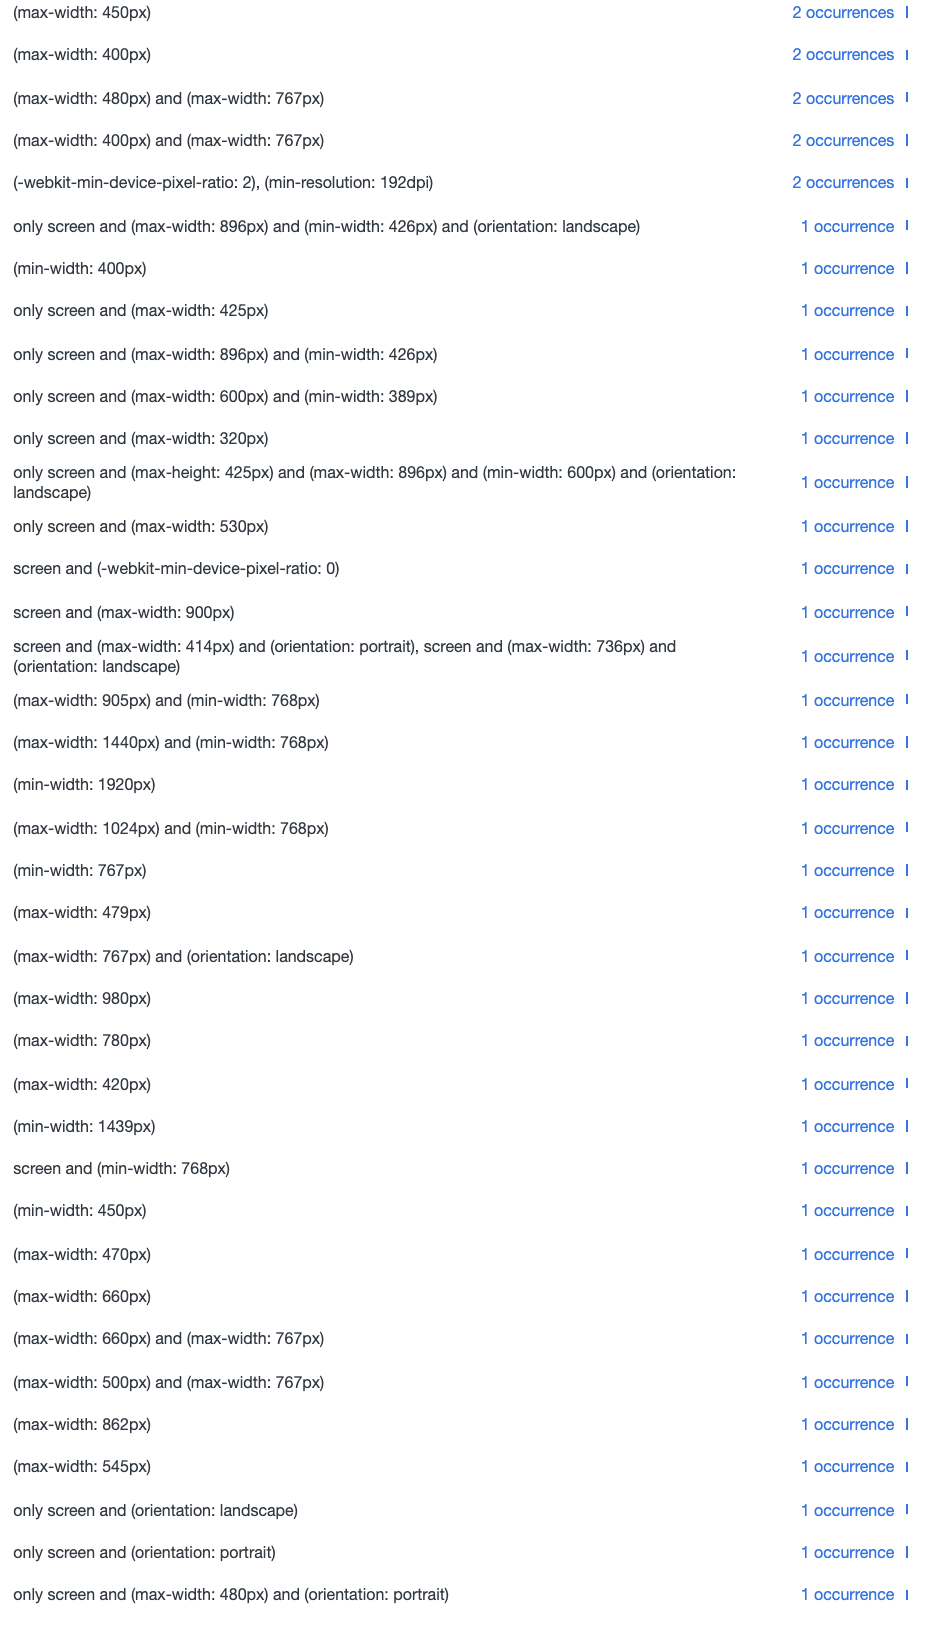 (max-width: 450px) 2 occurrences
(max-width: 400px) 2 occurrences
(max-width: 480px) and (max-width: 767px) 2 occurrences
(max-width: 400px) and (max-width: 767px) 2 occurrences
(-webkit-min-device-pixel-ratio: 2), (min-resolution: 192dpi) 2 occurrences
only screen and (max-width: 896px) and (min-width: 426px) and (orientation: landscape) 1 occurrence
(min-width: 400px) 1 occurrence
only screen and (max-width: 425px) 1 occurrence
only screen and (max-width: 896px) and (min-width: 426px) 1 occurrence
only screen and (max-width: 600px) and (min-width: 389px) 1 occurrence
only screen and (max-width: 320px) 1 occurrence
only screen and (max-height: 425px) and (max-width: 896px) and (min-width: 600px) and (orientation:
landscape) 1 occurrence
only screen and (max-width: 530px) 1 occurrence
screen and (-webkit-min-device-pixel-ratio: 0) 1 occurrence
screen and (max-width: 900px) 1 occurrence
screen and (max-width: 414px) and (orientation: portrait), screen and (max-width: 736px) and
(orientation: landscape) 1 occurrence
(max-width: 905px) and (min-width: 768px) 1 occurrence
(max-width: 1440px) and (min-width: 768px) 1 occurrence
(min-width: 1920px) 1 occurrence
(max-width: 1024px) and (min-width: 768px) 1 occurrence
(min-width: 767px) 1 occurrence
(max-width: 479px) 1 occurrence
(max-width: 767px) and (orientation: landscape) 1 occurrence
(max-width: 980px) 1 occurrence
(max-width: 780px) 1 occurrence
(max-width: 420px) 1 occurrence
(min-width: 1439px) 1 occurrence
screen and (min-width: 768px) 1 occurrence
(min-width: 450px) 1 occurrence
(max-width: 470px) 1 occurrence
(max-width: 660px) 1 occurrence
(max-width: 660px) and (max-width: 767px) 1 occurrence
(max-width: 500px) and (max-width: 767px) 1 occurrence
(max-width: 862px) 1 occurrence
(max-width: 545px) 1 occurrence
only screen and (orientation: landscape) 1 occurrence
only screen and (orientation: portrait) 1 occurrence
only screen and (max-width: 480px) and (orientation: portrait) 1 occurrence